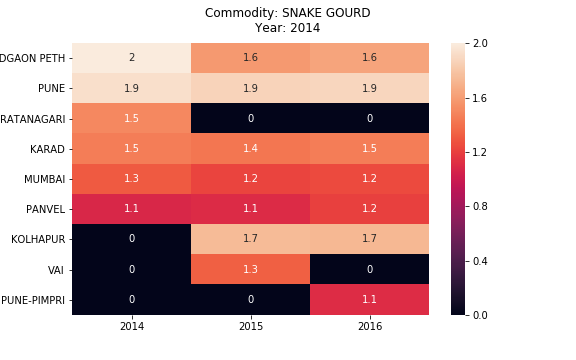 Commodity: SNAKE GOURD
Year: 2014
DGAON PETH 2 1.6 1.6
PUNE 1.9 1.9 1.9
RATANAGARI 1.5 0 0
KARAD 1.5 1.4 1.5
MUMBAI 1.3 1.2 1.2
PANVEL 1.1 1.1 1.2
KOLHAPUR 0 1.7 1.7
VAI 0 1.3 0
PUNE-PIMPRI 0 0 1.1
2014 2015 2016
2.0
1.6
1.2
0.8
0.4
0.0